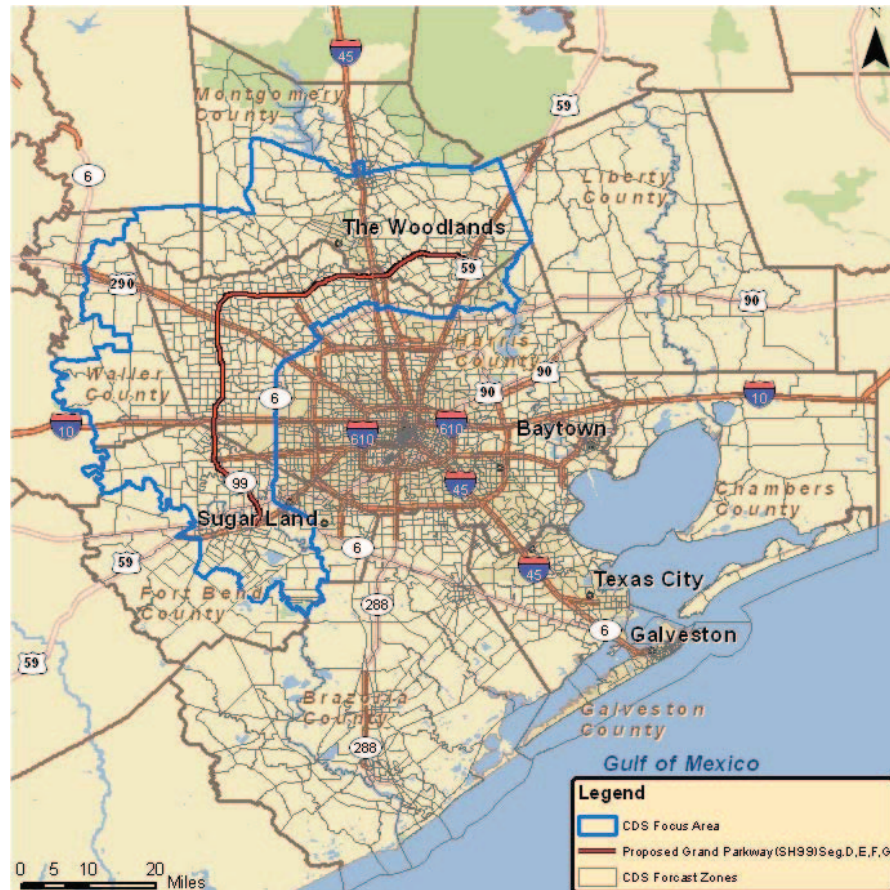 N
45
Montgomery
County
59
6
Liberty
County
The Woodlands
59
290
90
Harris
County
90
90
Waller
County
6
10
10
610
610
Baytown
99
45
Chambers
County
Sugar Land
6
59
45
Texas City
Fort Bend
County
288
6
Galveston
59
Brazoria
County
Galveston
County
288
Gulf of Mexico
Legend
CDS Focus Area
Proposed Grand Parkway(SH99)Seg.D,E,F,G
CDS Forcast Zones
0 5 10 20
Miles